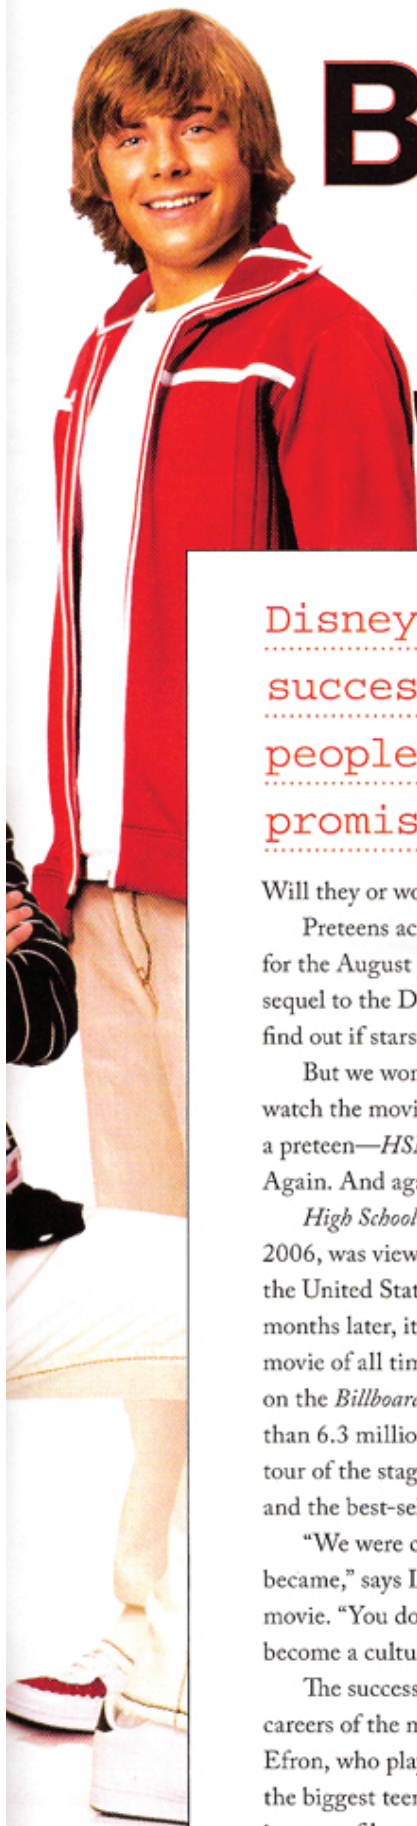 B
Disney
succes
people
promis
Will they or wo
Preteens ac
for the August
sequel to the D
find out if stars
But we wor
watch the movi
a preteen—HSM
Again. And aga
High School
2006, was view
the United Stat
months later, it
movie of all tim
on the Billboard
than 6.3 millio
tour of the stag
and the best-se
“We were c
became,” says D
movie. “You do
become a cultu
The success
careers of the m
Efron, who play
the biggest teen